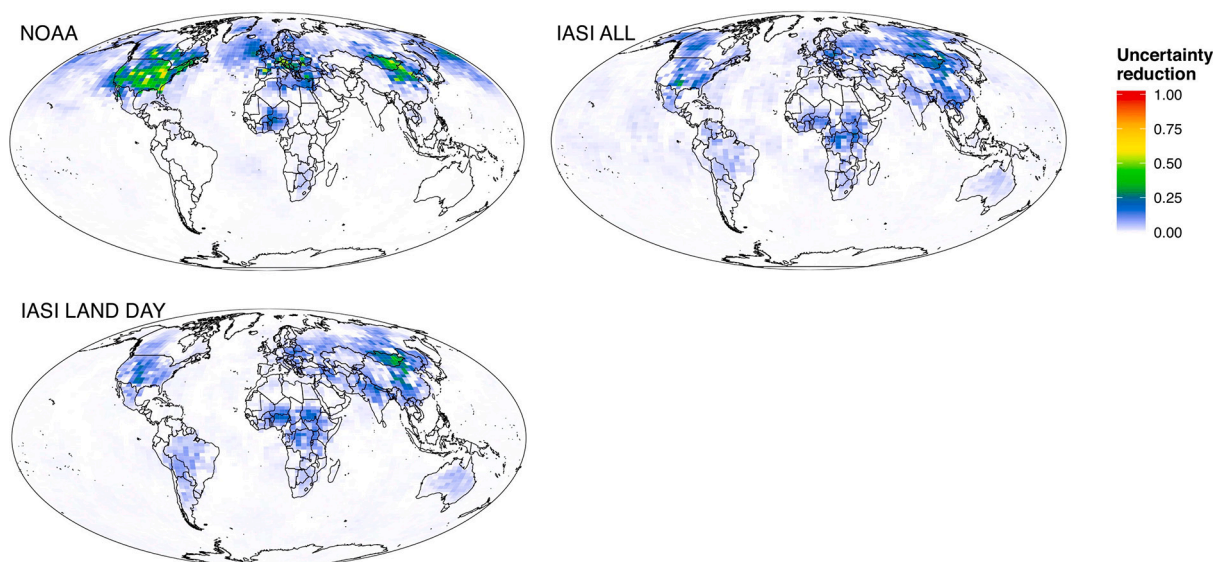 NOAA
IASI ALL
Uncertainty
reduction
1.00
0.75
0.50
0.25
0.00
IASI LAND DAY